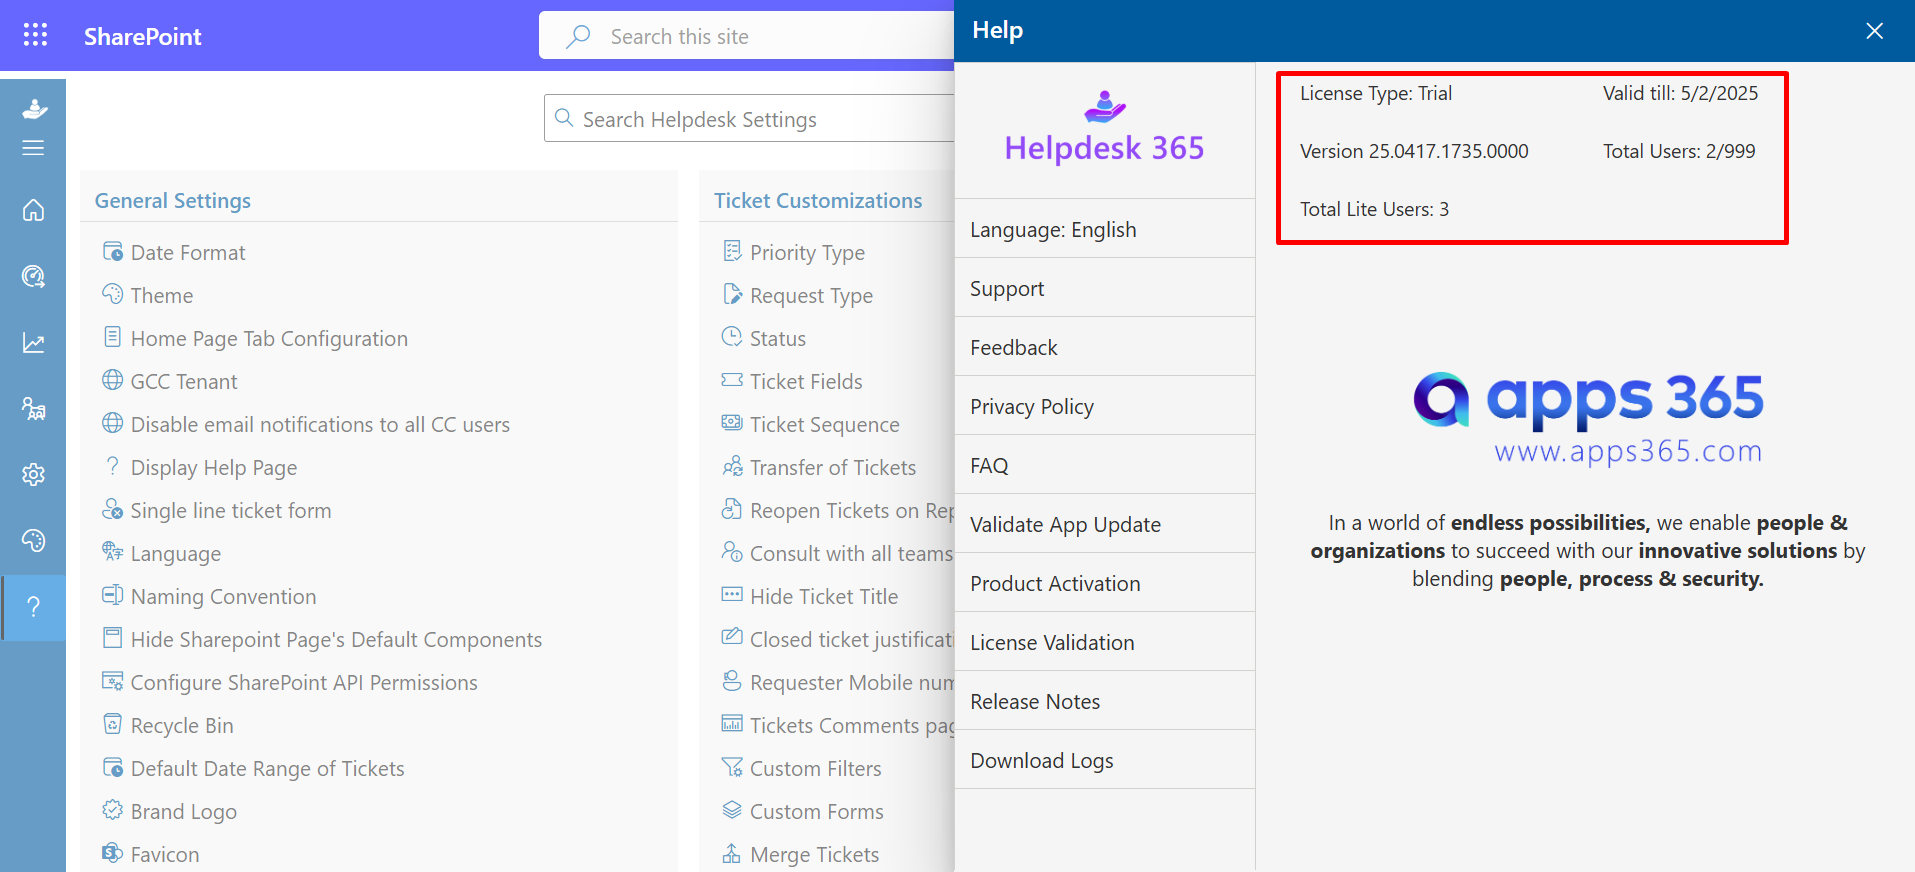 SharePoint
Search this site
Help
Search Helpdesk Settings
General Settings
Date Format
Theme
Home Page Tab Configuration
GCC Tenant
Disable email notifications to all CC users
Display Help Page
Single line ticket form
Language
Naming Convention
Hide Sharepoint Page's Default Components
Configure SharePoint API Permissions
Recycle Bin
Default Date Range of Tickets
Brand Logo
Favicon
Ticket Customizations
Priority Type
Request Type
Status
Ticket Fields
Ticket Sequence
Transfer of Tickets
Reopen Tickets on Rep
Consult with all teams
Hide Ticket Title
Closed ticket justificati
Requester Mobile num
Tickets Comments pag
Custom Filters
Custom Forms
Merge Tickets
Helpdesk 365
Language: English
Support
Feedback
Privacy Policy
FAQ
Validate App Update
Product Activation
License Validation
Release Notes
Download Logs
License Type: Trial
Valid till: 5/2/2025
Version 25.0417.1735.0000
Total Users: 2/999
Total Lite Users: 3
apps 365
www.apps365.com
In a world of endless possibilities, we enable people &
organizations to succeed with our innovative solutions by
blending people, process & security.